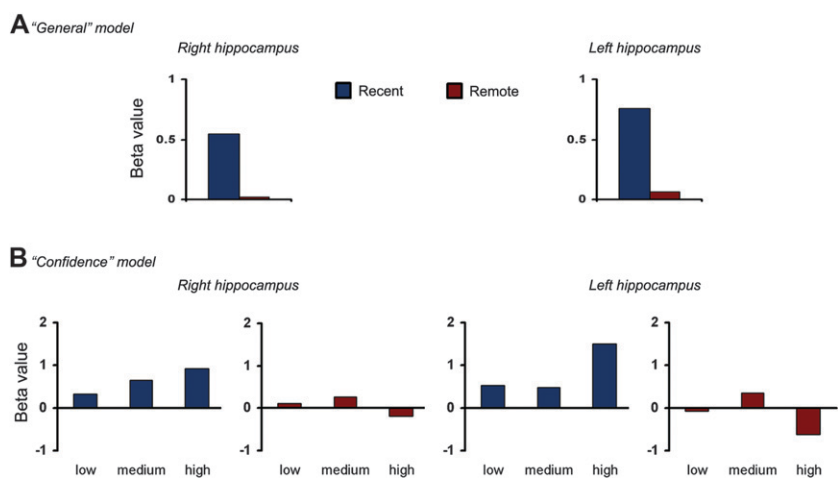 A "General" model
Right hippocampus
Left hippocampus
Beta value
1
0.5
0
Recent
Remote
1
0.5
0
B "Confidence" model
Right hippocampus
Left hippocampus
Beta value
2
1
0
-1
low medium high
2
1
0
-1
low medium high
2
1
0
-1
low medium high
2
1
0
-1
low medium high